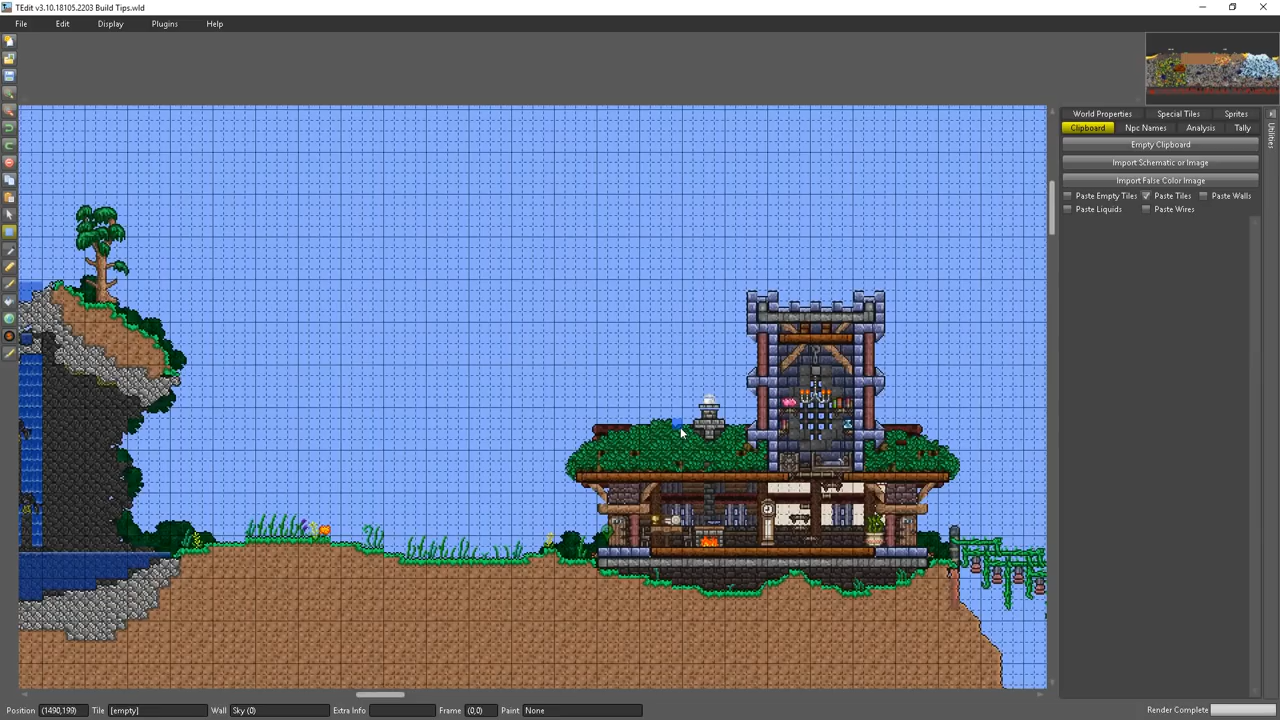 TEdit v3.10.18105.2203 Build Tips.wld
File Edit Display Plugins Help
World Properties Special Tiles Sprites
Clipboard Npc Names Analysis Tally
Utilities
Empty Clipboard
Import Schematic or Image
Import False Color Image
Paste Empty Tiles Paste Tiles Paste Walls
Paste Liquids Paste Wires
Position (1490,199) Tile [empty] Wall Sky (0) Extra Info Frame (0,0) Paint None Render Complete